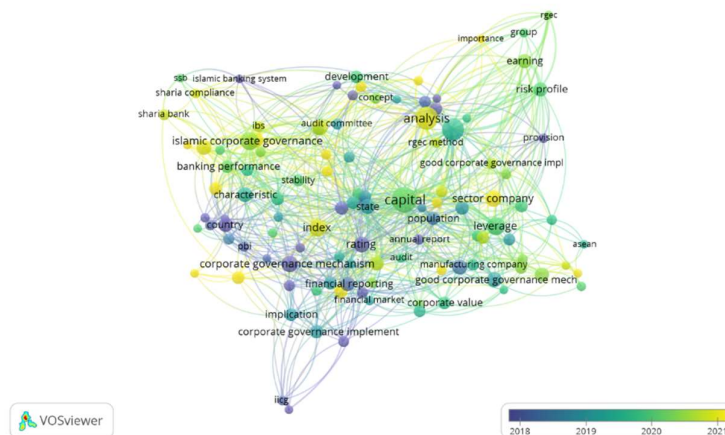 rgec
importance
group
earning
ssb
islamic banking system
development
sharia compliance
concept
risk profile
sharia bank
ibs
audit committee
analysis
islamic corporate governance
rgec method
provision
banking performance
good corporate governance impl
stability
characteristic
capital
sector company
state
country
index
population
leverage
pbi
rating
annual report
asean
audit
corporate governance mechanism
manufacturing company
financial reporting
good corporate governance mech
financial market
corporate value
implication
corporate governance implement
iicg
VOSviewer
2018 2019 2020 2021